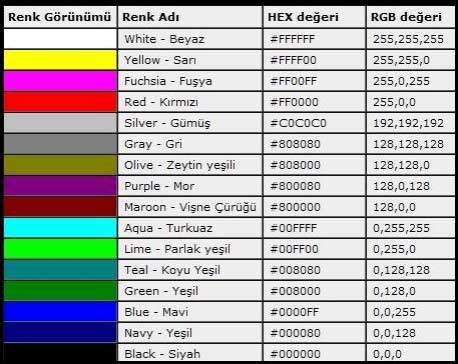 Renk Görünümü Renk Adı HEX değeri RGB değeri
White - Beyaz #FFFFFF 255,255,255
Yellow - Sarı #FFFF00 255,255,0
Fuchsia - Fuşya #FF00FF 255,0,255
Red - Kırmızı #FF0000 255,0,0
Silver - Gümüş #C0C0C0 192,192,192
Gray - Gri #808080 128,128,128
Olive - Zeytin yeşili #808000 128,128,0
Purple - Mor #800080 128,0,128
Maroon - Vişne Çürüğü #800000 128,0,0
Aqua - Turkuaz #00FFFF 0,255,255
Lime - Parlak yeşil #00FF00 0,255,0
Teal - Koyu Yeşil #008080 0,128,128
Green - Yeşil #008000 0,128,0
Blue - Mavi #0000FF 0,0,255
Navy - Yeşil #000080 0,0,128
Black - Siyah #000000 0,0,0